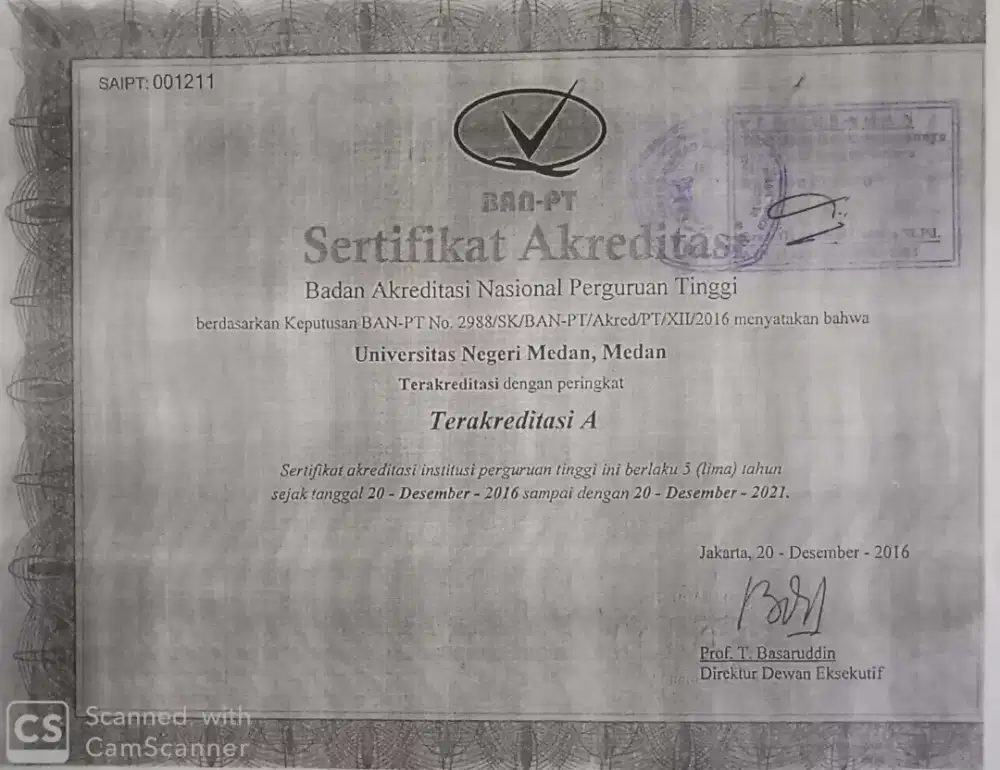 SAIPT: 001211
BAN-PT
Sertifikat Akreditasi
Badan Akreditasi Nasional Perguruan Tinggi
berdasarkan Keputusan BAN-PT No. 2988/SK/BAN-PT/Akred/PT/XII/2016 menyatakan bahwa
Universitas Negeri Medan, Medan
Terakreditasi dengan peringkat
Terakreditasi A
Sertifikat akreditasi institusi perguruan tinggi ini berlaku 5 (lima) tahun
sejak tanggal 20 - Desember - 2016 sampai dengan 20 - Desember - 2021.
Jakarta, 20 - Desember - 2016
Prof. T. Basaruddin
Direktur Dewan Eksekutif
CS Scanned with
CamScanner